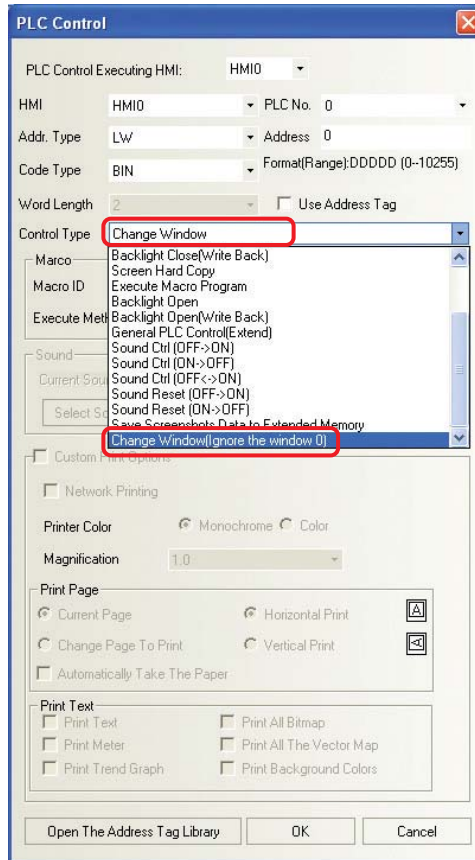 PLC Control
PLC Control Executing HMI: HMI0
HMI HMI0 PLC No. 0
Addr. Type LW Address 0
Code Type BIN Format(Range):DDDDD (0--10255)
Word Length 2 Use Address Tag
Control Type Change Window
Marco
Backlight Close(Write Back)
Screen Hard Copy
Macro ID
Execute Macro Program
Backlight Open
Backlight Open(Write Back)
Execute Met
General PLC Control(Extend)
Sound Ctrl (OFF->ON)
Sound
Sound Ctrl (ON->OFF)
Current Sou
Sound Ctrl (OFF<->ON)
Sound Reset (OFF->ON)
Select So
Sound Reset (ON->OFF)
Save Screenshots Data to Extended Memory
Change Window(Ignore the window 0)
Custom Print Options
Network Printing
Printer Color Monochrome Color
Magnification 1.0
Print Page
Current Page Horizontal Print A
Change Page To Print Vertical Print A
Automatically Take The Paper
Print Text
Print Text Print All Bitmap
Print Meter Print All The Vector Map
Print Trend Graph Print Background Colors
Open The Address Tag Library OK Cancel